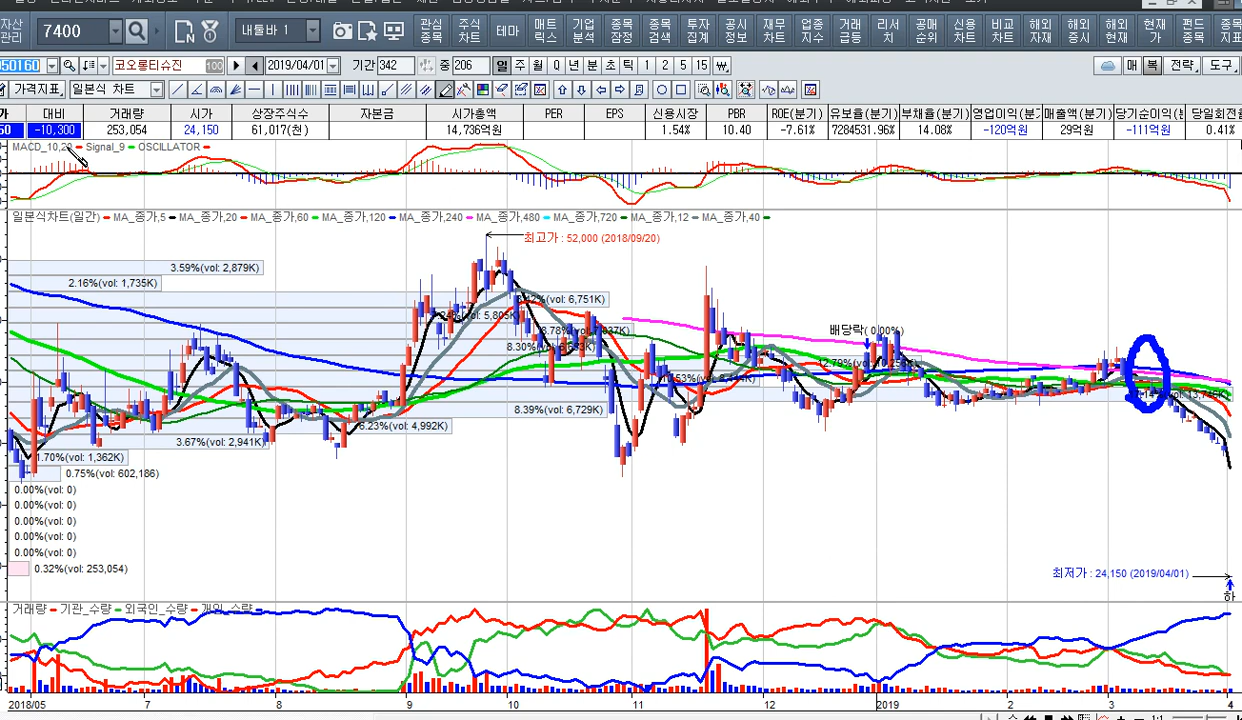 자산 7400 내둘바 1 관심 주식 테마 매트 기업 종목 종목 투자 공시 재무 업종 거래 리서 공매 신용 비교 해외 해외 해외 현재 펀드 종목
관리 종목 차트 릭스 분석 잠정 검색 집계 정보 차트 지수 급등 치 순위 차트 차트 자재 증시 현재 가 종목 지표
950160 코오롱티슈진 100 2019/04/01 기간 342 중 206 일 주 월 Q 년 분 초 틱 1 2 5 15 매 복 전략 도구
가격지표 일본식 차트
대비 거래량 시가 상장주식수 자본금 시가총액 PER EPS 신용시장 PBR ROE(분기) 유보율(분기) 부채율(분기) 영업이익(분기 매출액(분기) 당기순이익(분기 당일회전
50 -10,300 253,054 24,150 61,017(천) 14,736억원 1.54% 10.40 -7.61% 7284531.96% 14.08% -120억원 29억원 -111억원 0.41%
MACD_10,20 Signal_9 OSCILLATOR
일본식차트(일간) MA_종가,5 MA_종가,20 MA_종가,60 MA_종가,120 MA_종가,240 MA_종가,480 MA_종가,720 MA_종가,12 MA_종가,40
최고가 : 52,000 (2018/09/20)
3.59%(vol: 2,879K)
2.16%(vol: 1,735K)
8.42%(vol: 6,751K)
배당락( 0.00%)
8.39%(vol: 6,729K)
6.23%(vol: 4,992K)
3.67%(vol: 2,941K)
1.70%(vol: 1,362K)
0.75%(vol: 602,186)
0.00%(vol: 0)
0.00%(vol: 0)
0.00%(vol: 0)
0.00%(vol: 0)
0.00%(vol: 0)
0.32%(vol: 253,054)
최저가 : 24,150 (2019/04/01)
하
거래량 기관_수량 외국인_수량 개인_수량
2018/05 7 8 9 10 11 12 2019 2 3 4